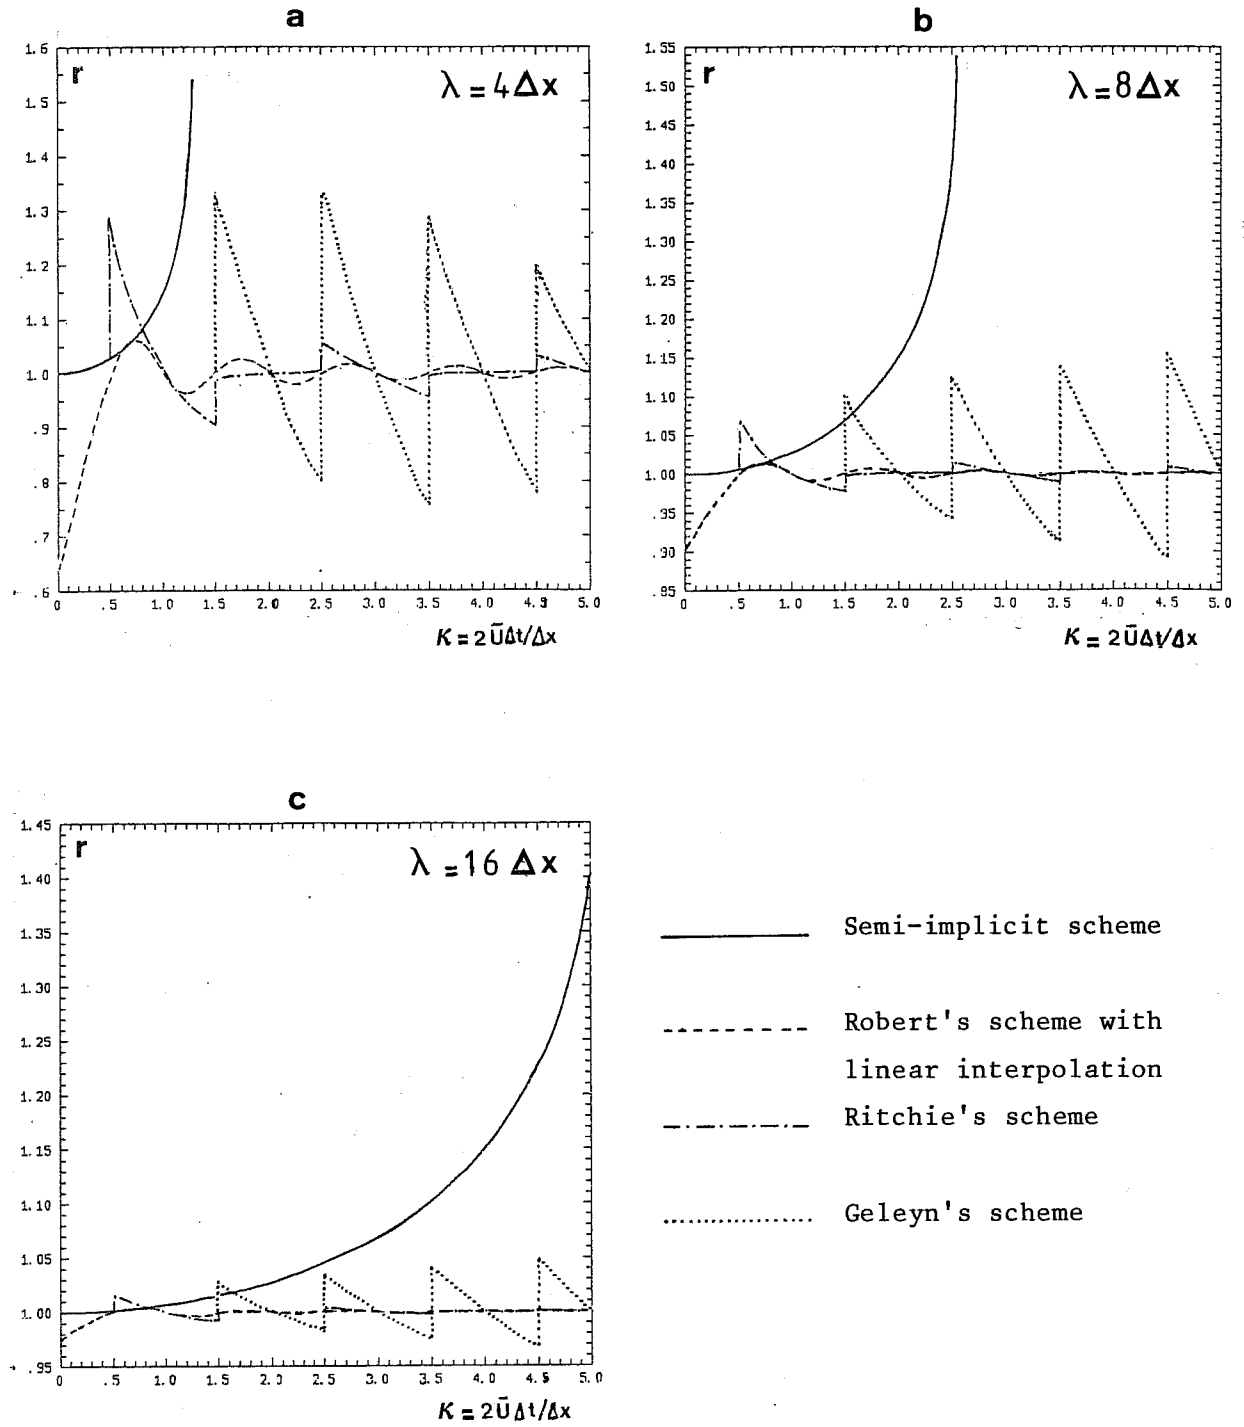 a
r
λ = 4Δx
1.6
1.5
1.4
1.3
1.2
1.1
1.0
.9
.8
.7
.6
0 .5 1.0 1.5 2.0 2.5 3.0 3.5 4.0 4.5 5.0
K = 2ŪΔt/Δx
b
r
λ = 8Δx
1.55
1.50
1.45
1.40
1.35
1.30
1.25
1.20
1.15
1.10
1.05
1.00
.95
.90
.85
0 .5 1.0 1.5 2.0 2.5 3.0 3.5 4.0 4.5 5.0
K = 2ŪΔt/Δx
c
r
λ = 16 Δx
1.45
1.40
1.35
1.30
1.25
1.20
1.15
1.10
1.05
1.00
.95
0 .5 1.0 1.5 2.0 2.5 3.0 3.5 4.0 4.5 5.0
K = 2ŪΔt/Δx
Semi-implicit scheme
Robert's scheme with
linear interpolation
Ritchie's scheme
Geleyn's scheme